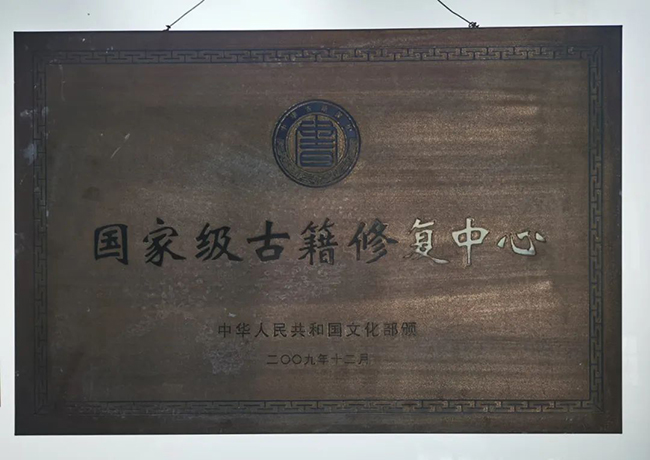 国家级古籍修复中心
中华人民共和国文化部颁
二〇〇九年十二月